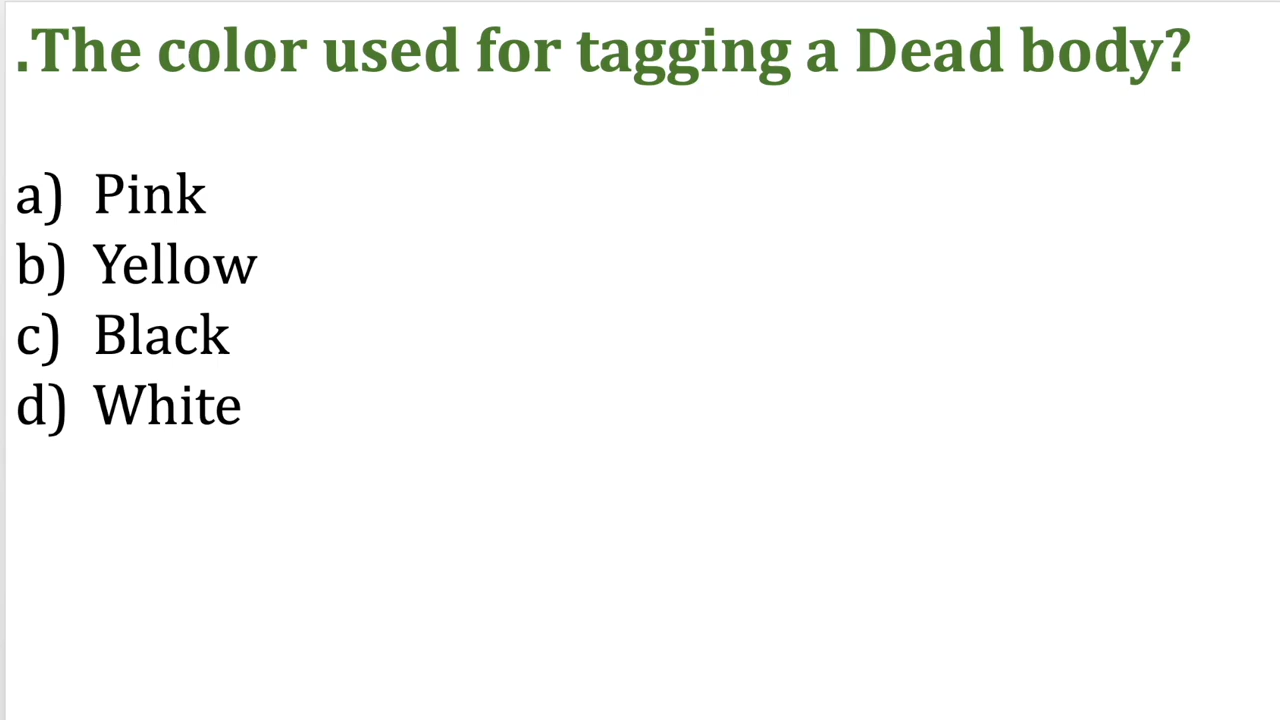 .The color used for tagging a Dead body?
a) Pink
b) Yellow
c) Black
d) White